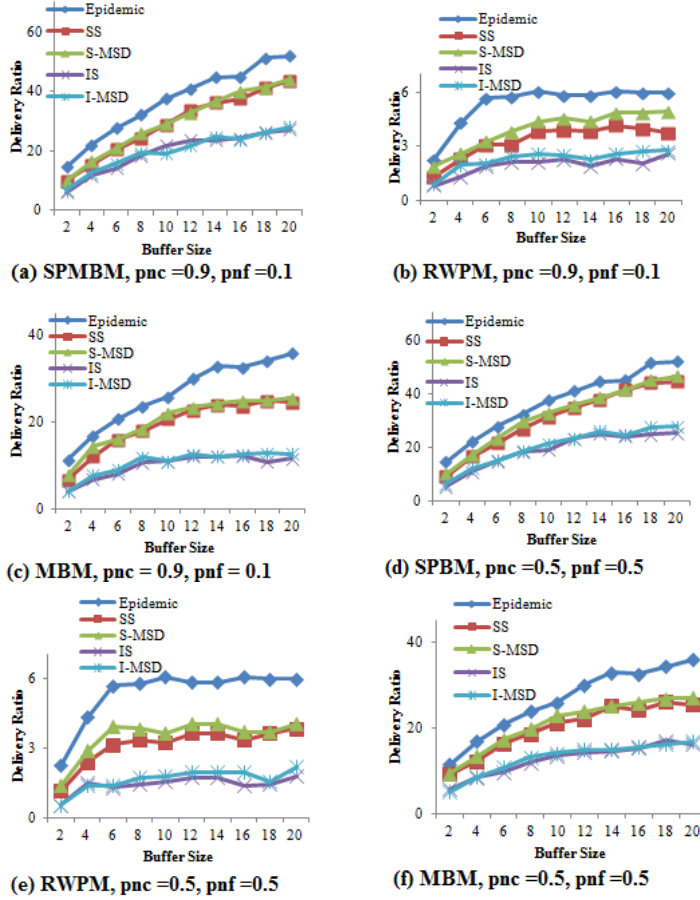 Epidemic
SS
S-MSD
IS
I-MSD
Delivery Ratio
60
40
20
0
2 4 6 8 10 12 14 16 18 20
Buffer Size
(a) SPMBM, pnc =0.9, pnf =0.1
Epidemic
SS
S-MSD
IS
I-MSD
Delivery Ratio
6
3
0
2 4 6 8 10 12 14 16 18 20
Buffer Size
(b) RWPM, pnc =0.9, pnf =0.1
Epidemic
SS
S-MSD
IS
I-MSD
Delivery Ratio
40
20
0
2 4 6 8 10 12 14 16 18 20
Buffer Size
(c) MBM, pnc = 0.9, pnf = 0.1
Epidemic
SS
S-MSD
IS
I-MSD
Delivery Ratio
60
40
20
0
2 4 6 8 10 12 14 16 18 20
Buffer Size
(d) SPBM, pnc =0.5, pnf =0.5
Epidemic
SS
S-MSD
IS
I-MSD
Delivery Ratio
6
3
0
2 4 6 8 10 12 14 16 18 20
Buffer Size
(e) RWPM, pnc =0.5, pnf =0.5
Epidemic
SS
S-MSD
IS
I-MSD
Delivery Ratio
40
20
0
2 4 6 8 10 12 14 16 18 20
Buffer Size
(f) MBM, pnc =0.5, pnf =0.5